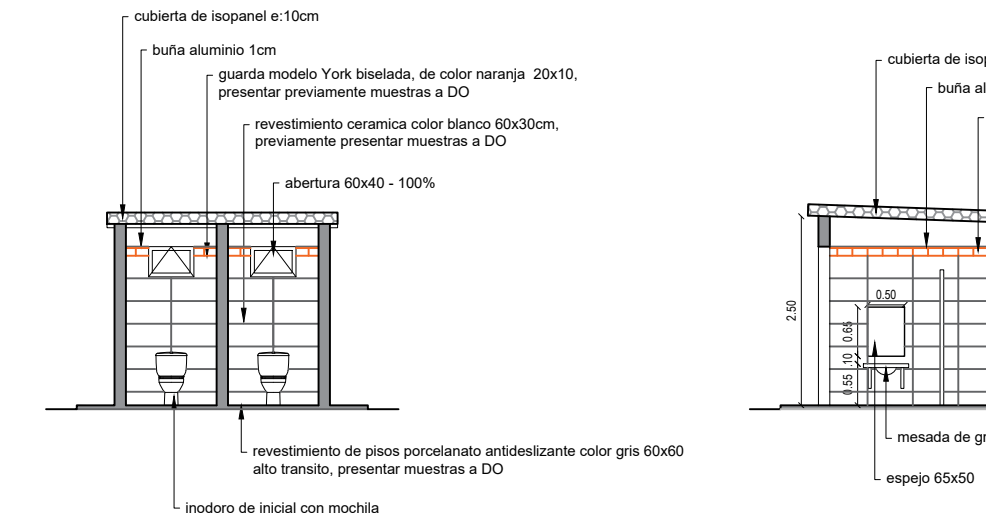 cubierta de isopanel e:10cm
buña aluminio 1cm
guarda modelo York biselada, de color naranja 20x10,
presentar previamente muestras a DO
revestimiento ceramica color blanco 60x30cm,
previamente presentar muestras a DO
abertura 60x40 - 100%
revestimiento de pisos porcelanato antideslizante color gris 60x60
alto transito, presentar muestras a DO
inodoro de inicial con mochila
cubierta de isop
buña al
2.50
0.50
0.65
.10
0.55
mesada de gr
espejo 65x50